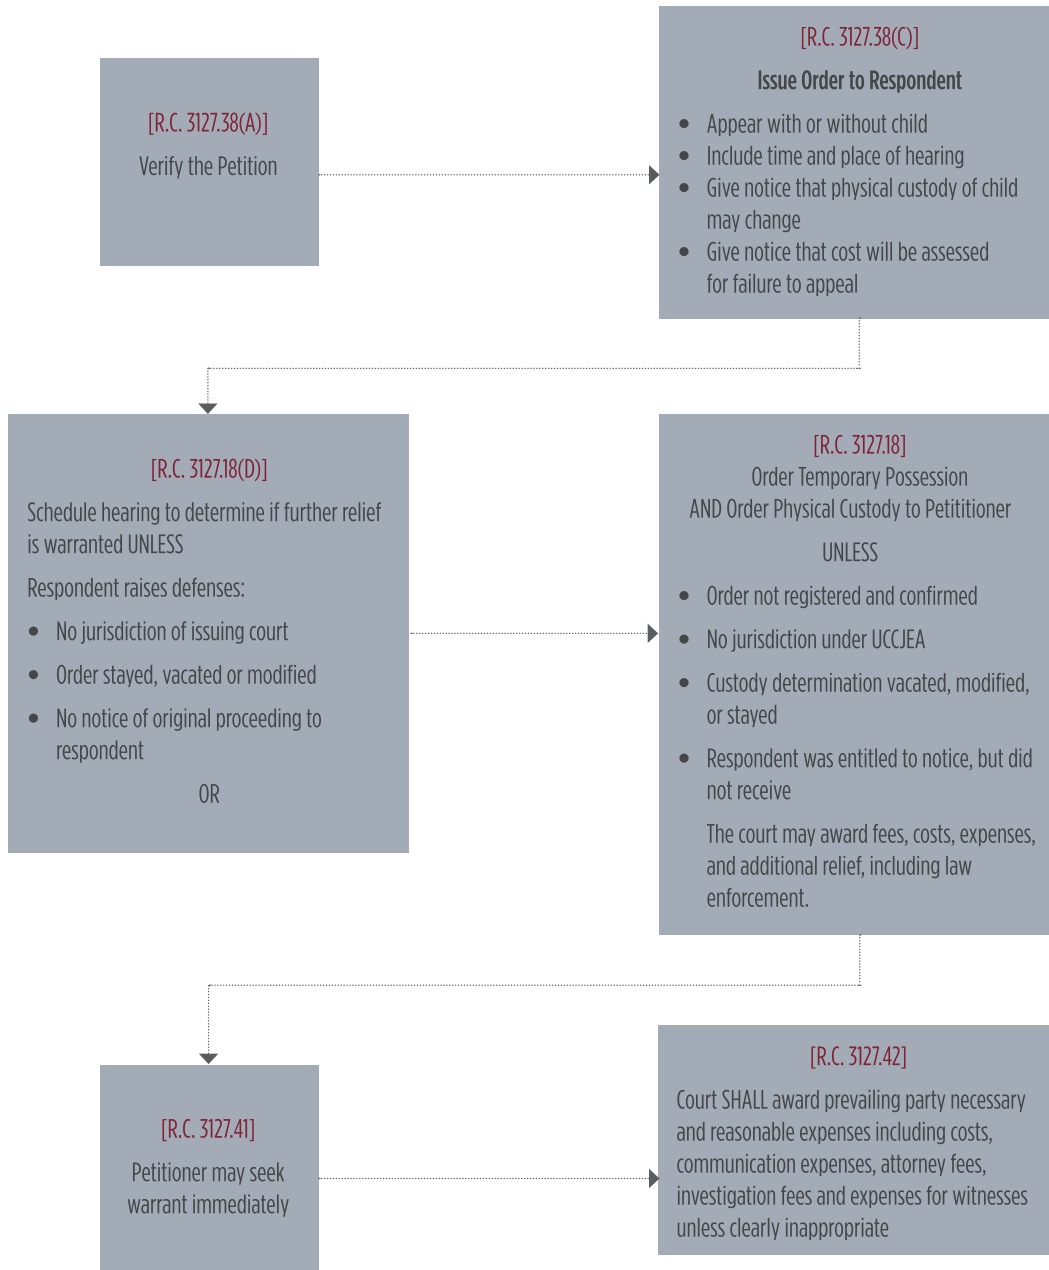 [R.C. 3127.38(A)]
Verify the Petition
[R.C. 3127.38(C)]
Issue Order to Respondent
• Appear with or without child
• Include time and place of hearing
• Give notice that physical custody of child
may change
• Give notice that cost will be assessed
for failure to appeal
[R.C. 3127.18(D)]
Schedule hearing to determine if further relief
is warranted UNLESS
Respondent raises defenses:
• No jurisdiction of issuing court
• Order stayed, vacated or modified
• No notice of original proceeding to
respondent
OR
[R.C. 3127.18]
Order Temporary Possession
AND Order Physical Custody to Petititioner
UNLESS
• Order not registered and confirmed
• No jurisdiction under UCCJEA
• Custody determination vacated, modified,
or stayed
• Respondent was entitled to notice, but did
not receive
The court may award fees, costs, expenses,
and additional relief, including law
enforcement.
[R.C. 3127.41]
Petitioner may seek
warrant immediately
[R.C. 3127.42]
Court SHALL award prevailing party necessary
and reasonable expenses including costs,
communication expenses, attorney fees,
investigation fees and expenses for witnesses
unless clearly inappropriate